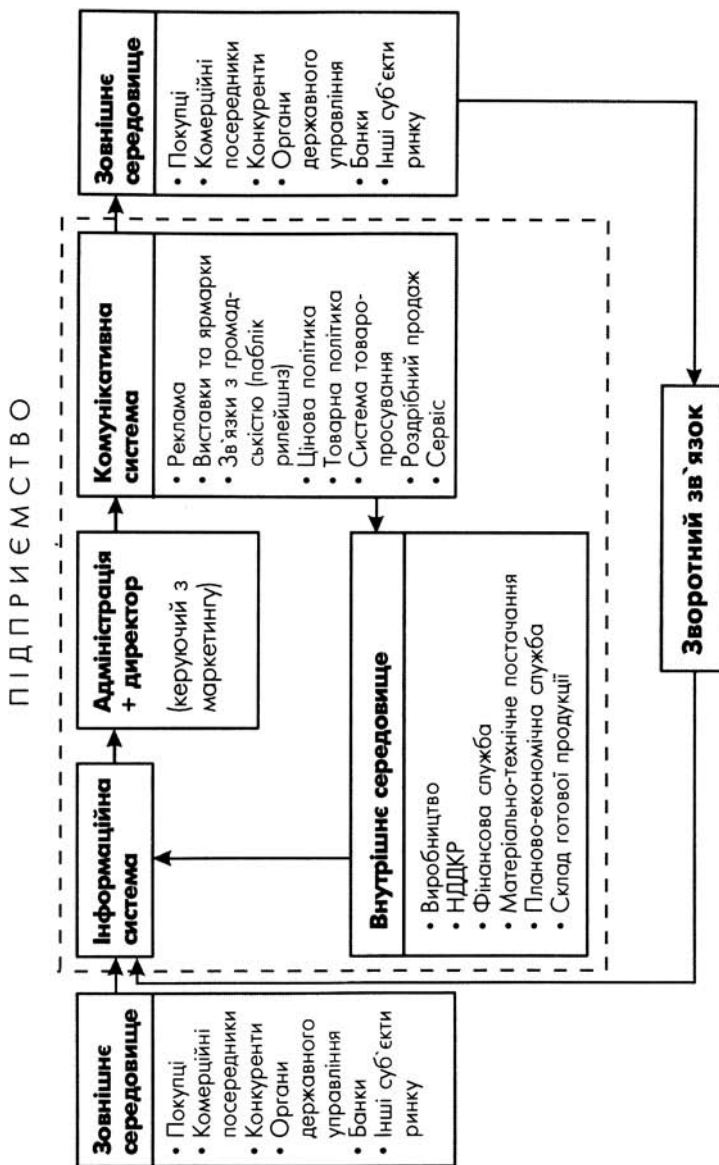 ПІДПРИЄМСТВО
Зовнішнє
середовище
• Покупці
• Комерційні
посередники
• Конкуренти
• Органи
державного
управління
• Банки
• Інші суб`єкти
ринку
Інформаційна
система
Адміністрація
+ директор
(керуючий з
маркетингу)
Комунікативна
система
• Реклама
• Виставки та ярмарки
• Зв`язки з громад-
ськістю (паблік
рилейшнз)
• Цінова політика
• Товарна політика
• Система товаро-
просування
• Роздрібний продаж
• Сервіс
Зовнішнє
середовище
• Покупці
• Комерційні
посередники
• Конкуренти
• Органи
державного
управління
• Банки
• Інші суб`єкти
ринку
Внутрішнє середовище
• Виробництво
• НДДКР
• Фінансова служба
• Матеріально-технічне постачання
• Планово-економічна служба
• Склад готової продукції
Зворотний зв`язок